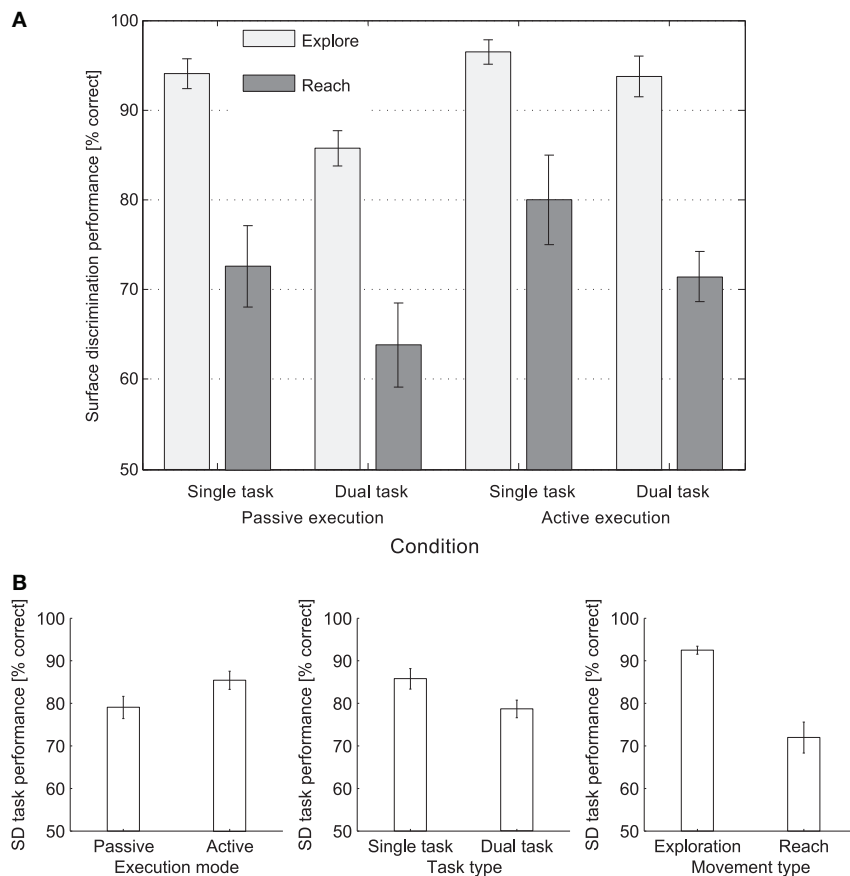 A
Surface discrimination performance [% correct]
100
90
80
70
60
50
Explore
Reach
Single task Dual task Single task Dual task
Passive execution Active execution
Condition
B
SD task performance [% correct]
100
90
80
70
60
50
Passive Active
Execution mode
SD task performance [% correct]
100
90
80
70
60
50
Single task Dual task
Task type
SD task performance [% correct]
100
90
80
70
60
50
Exploration Reach
Movement type